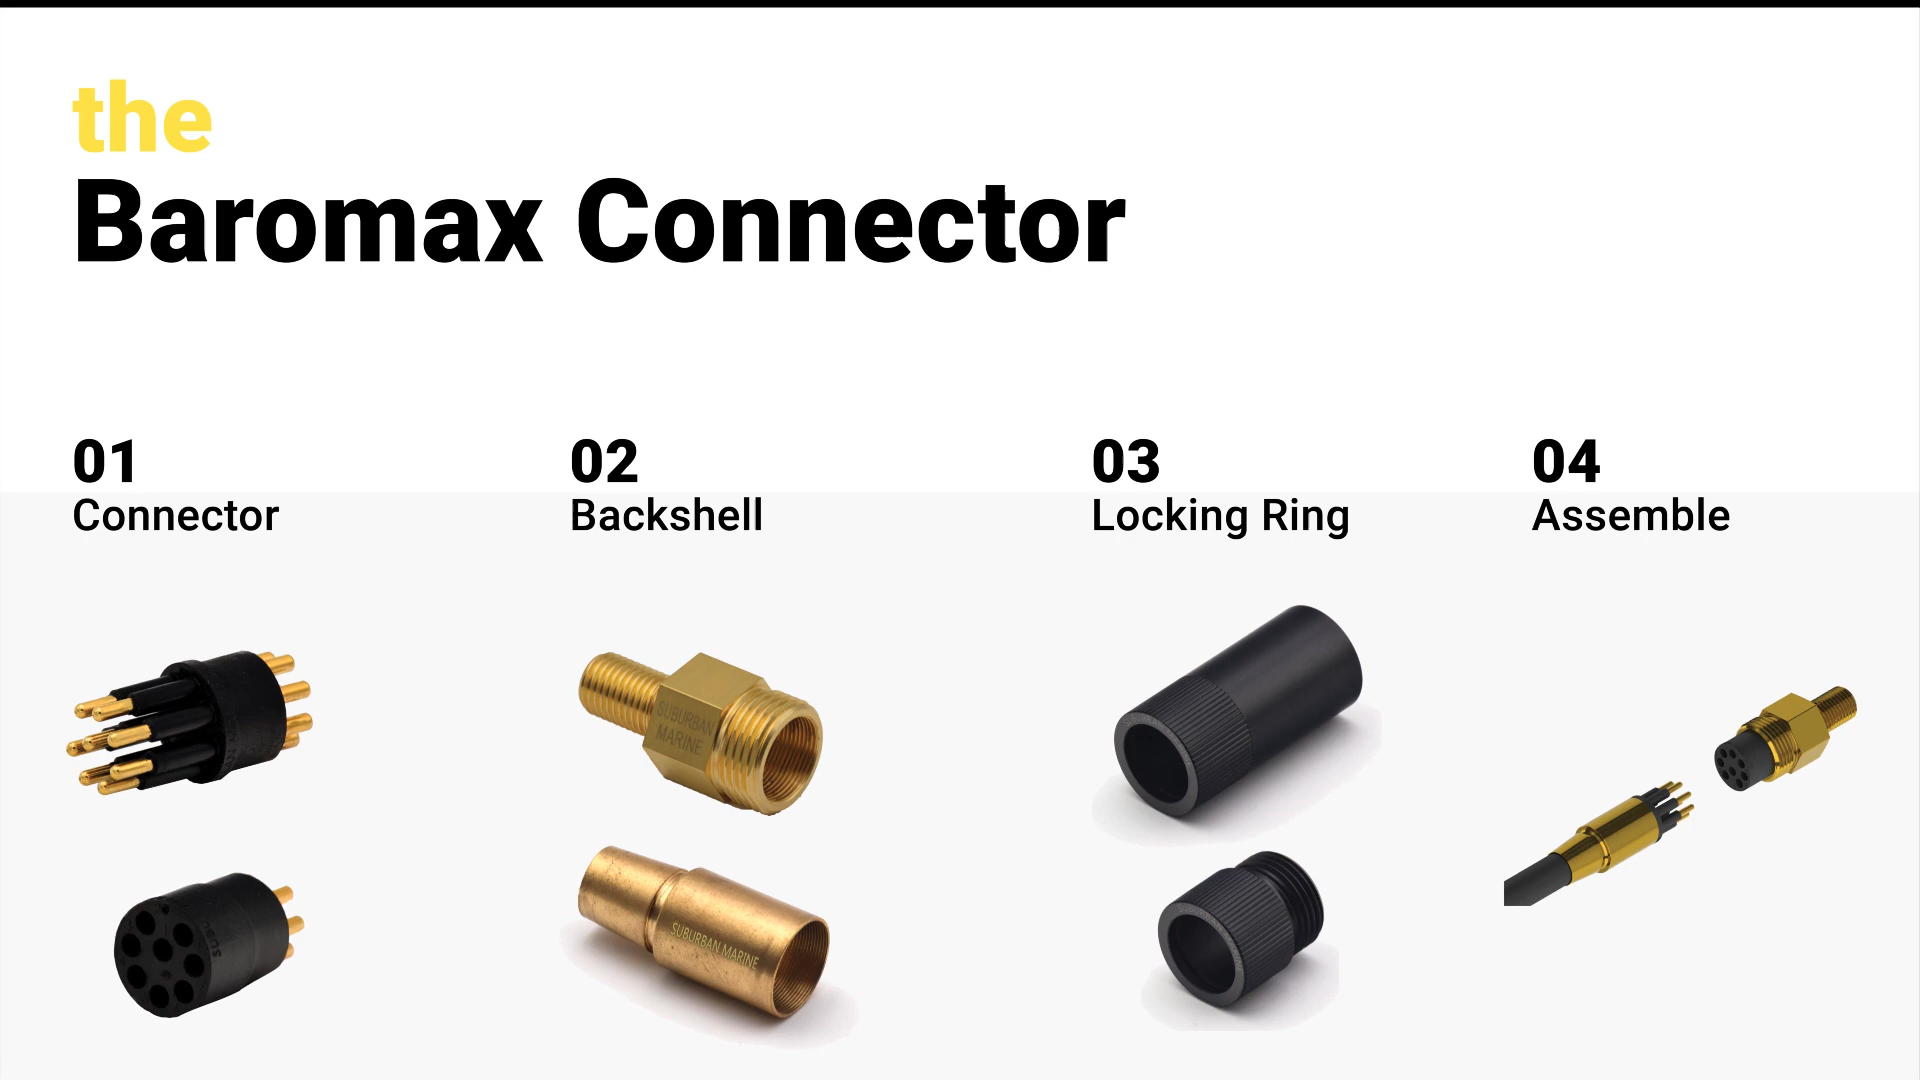 the
Baromax Connector
01
Connector
02
Backshell
03
Locking Ring
04
Assemble
SUBURBAN
MARINE
SUBURBAN MARINE